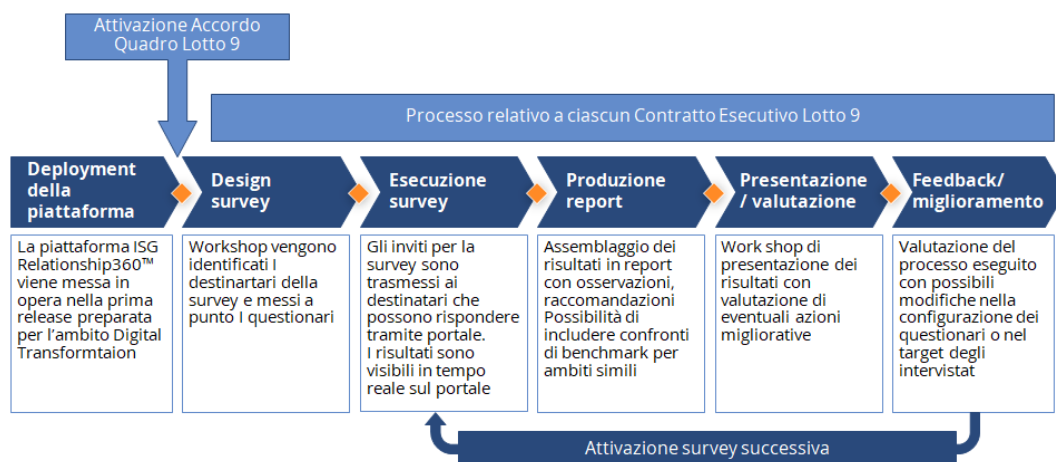 Attivazione Accordo
Quadro Lotto 9
Processo relativo a ciascun Contratto Esecutivo Lotto 9
Deployment
della
piattaforma
Design
survey
Esecuzione
survey
Produzione
report
Presentazione
/ valutazione
Feedback/
miglioramento
La piattaforma ISG
Relationship360™
viene messa in
opera nella prima
release preparata
per l'ambito Digital
Transformtaion
Workshop vengono
identificati I
destinartari della
survey e messi a
punto I questionari
Gli inviti per la
survey sono
trasmessi ai
destinatari che
possono rispondere
tramite portale.
I risultati sono
visibili in tempo
reale sul portale
Assemblaggio dei
risultati in report
con osservazioni,
raccomandazioni
Possibilità di
includere confronti
di benchmark per
ambiti simili
Work shop di
presentazione dei
risultati con
valutazione di
eventuali azioni
migliorative
Valutazione del
processo eseguito
con possibili
modifiche nella
configurazione dei
questionari o nel
target degli
intervistat
Attivazione survey successiva